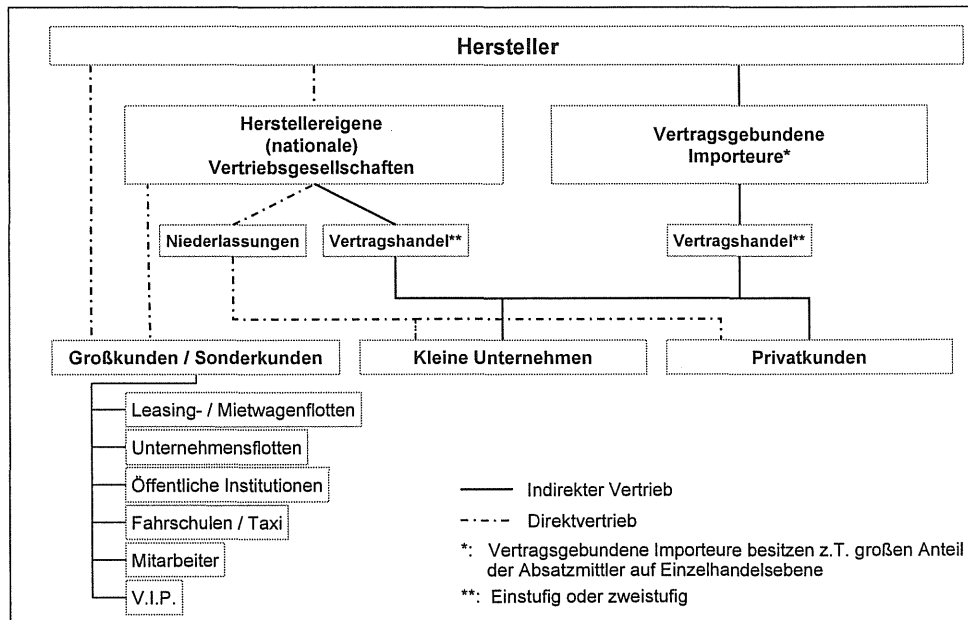 Hersteller
Herstellereigene
(nationale)
Vertriebsgesellschaften
Vertragsgebundene
Importeure*
Niederlassungen
Vertragshandel**
Vertragshandel**
Großkunden / Sonderkunden
Kleine Unternehmen
Privatkunden
Leasing- / Mietwagenflotten
Unternehmensflotten
Öffentliche Institutionen
Fahrschulen / Taxi
Mitarbeiter
V.I.P.
Indirekter Vertrieb
Direktvertrieb
*: Vertragsgebundene Importeure besitzen z.T. großen Anteil
der Absatzmittler auf Einzelhandelsebene
**: Einstufig oder zweistufig